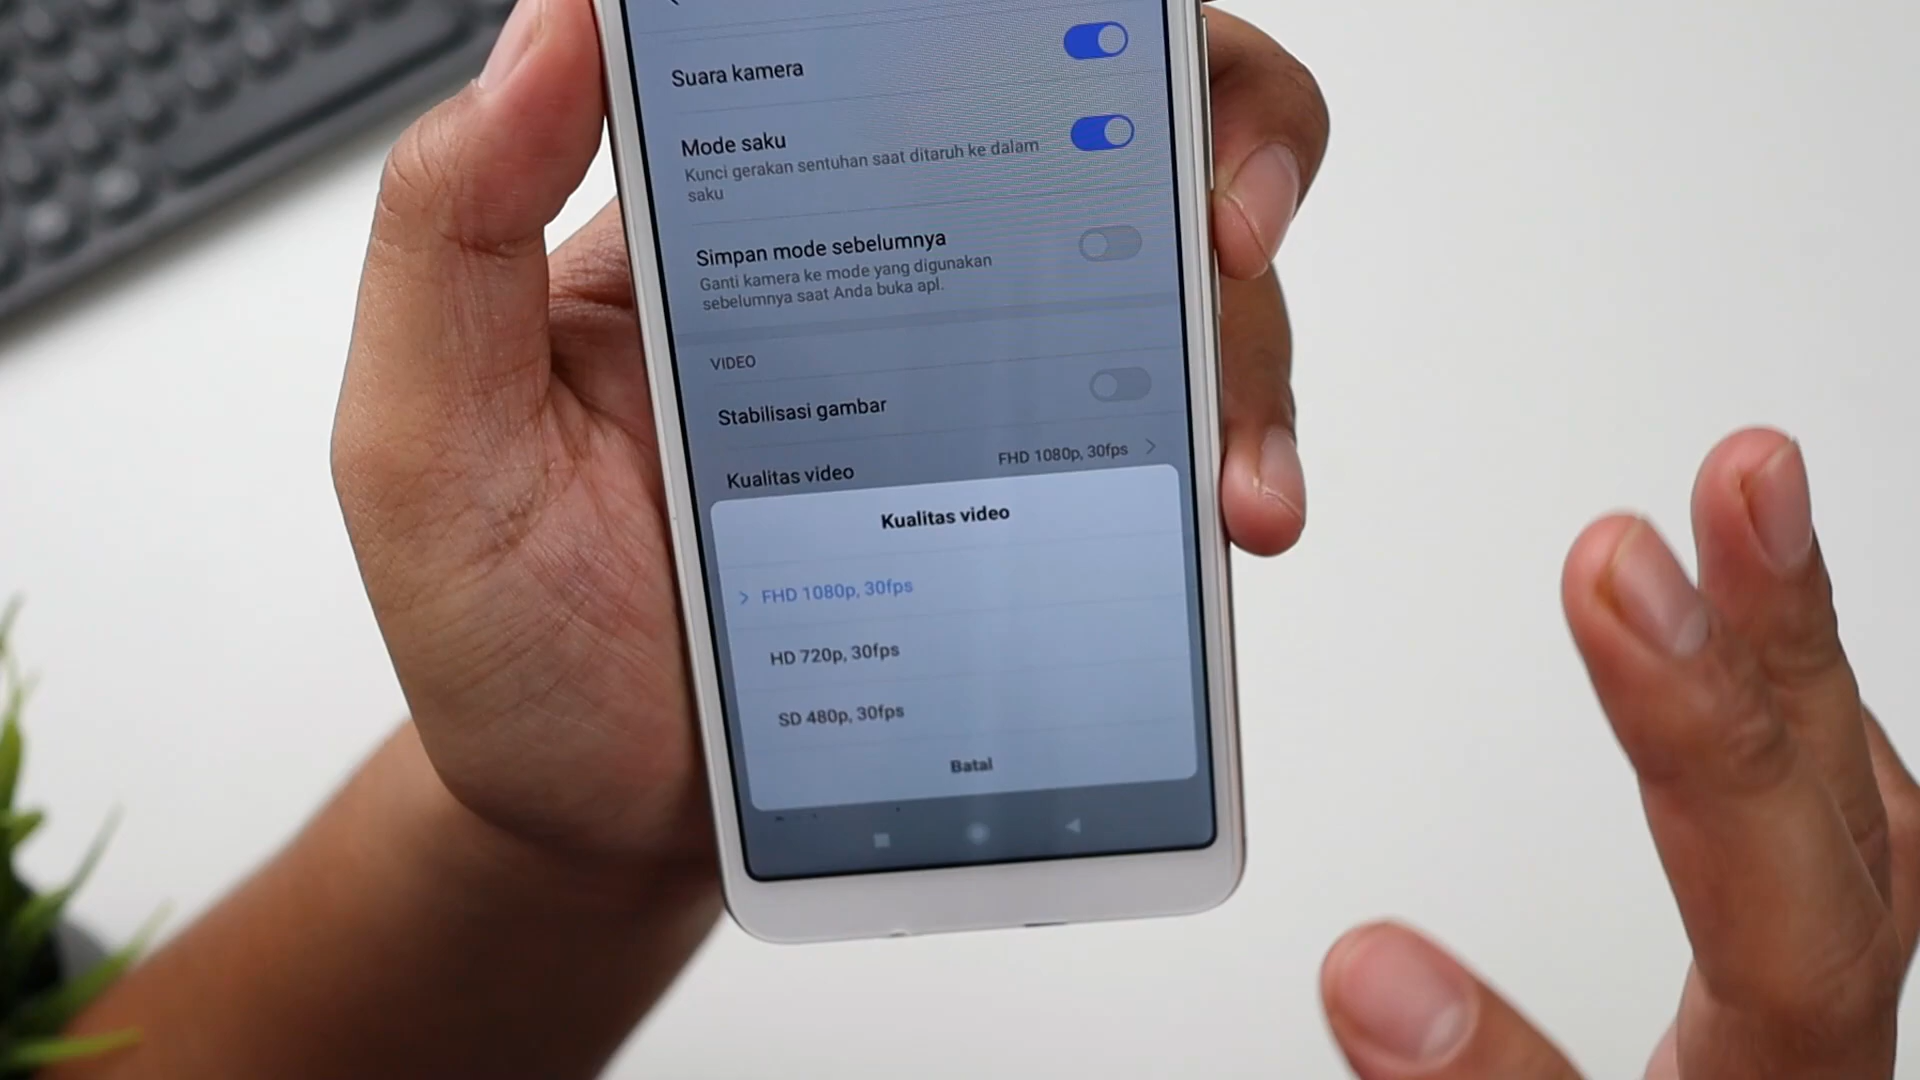 Suara kamera
Mode saku
Kunci gerakan sentuhan saat ditaruh ke dalam
saku
Simpan mode sebelumnya
Ganti kamera ke mode yang digunakan
sebelumnya saat Anda buka apl.
VIDEO
Stabilisasi gambar
Kualitas video
FHD 1080p, 30fps
Kualitas video
FHD 1080p, 30fps
HD 720p, 30fps
SD 480p, 30fps
Batal